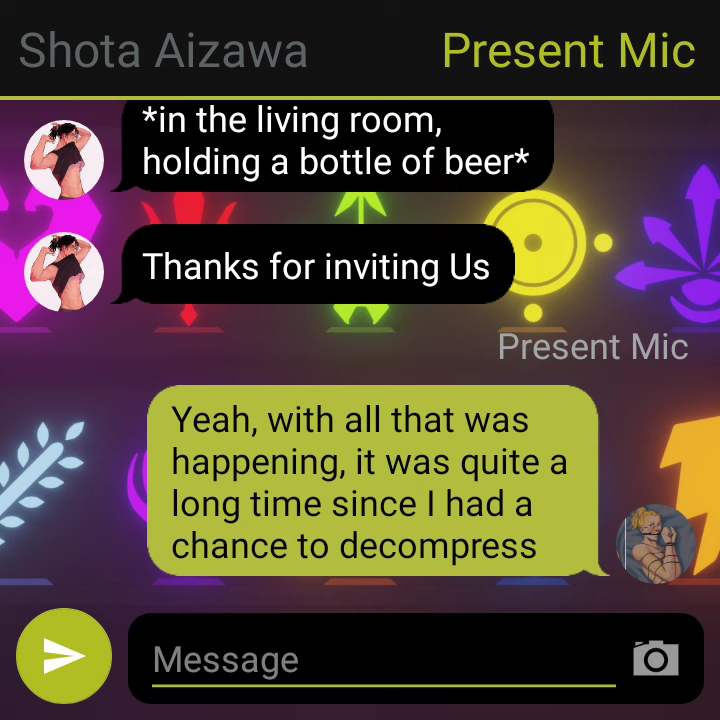 Shota Aizawa Present Mic
*in the living room,
holding a bottle of beer*
Thanks for inviting Us
Present Mic
Yeah, with all that was
happening, it was quite a
long time since I had a
chance to decompress
Message